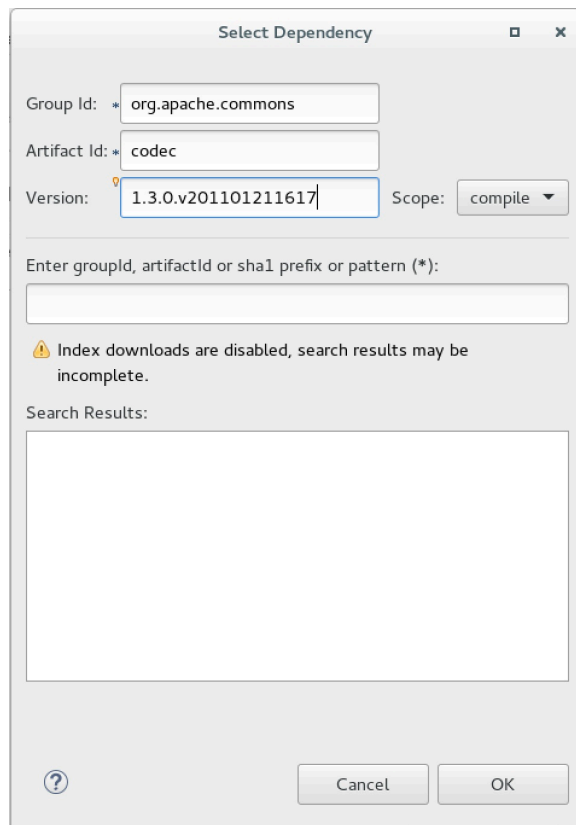 Select Dependency
Group Id: * org.apache.commons
Artifact Id: * codec
Version: 1.3.0.v201101211617 Scope: compile
Enter groupId, artifactId or sha1 prefix or pattern (*):
Index downloads are disabled, search results may be
incomplete.
Search Results:
? Cancel OK